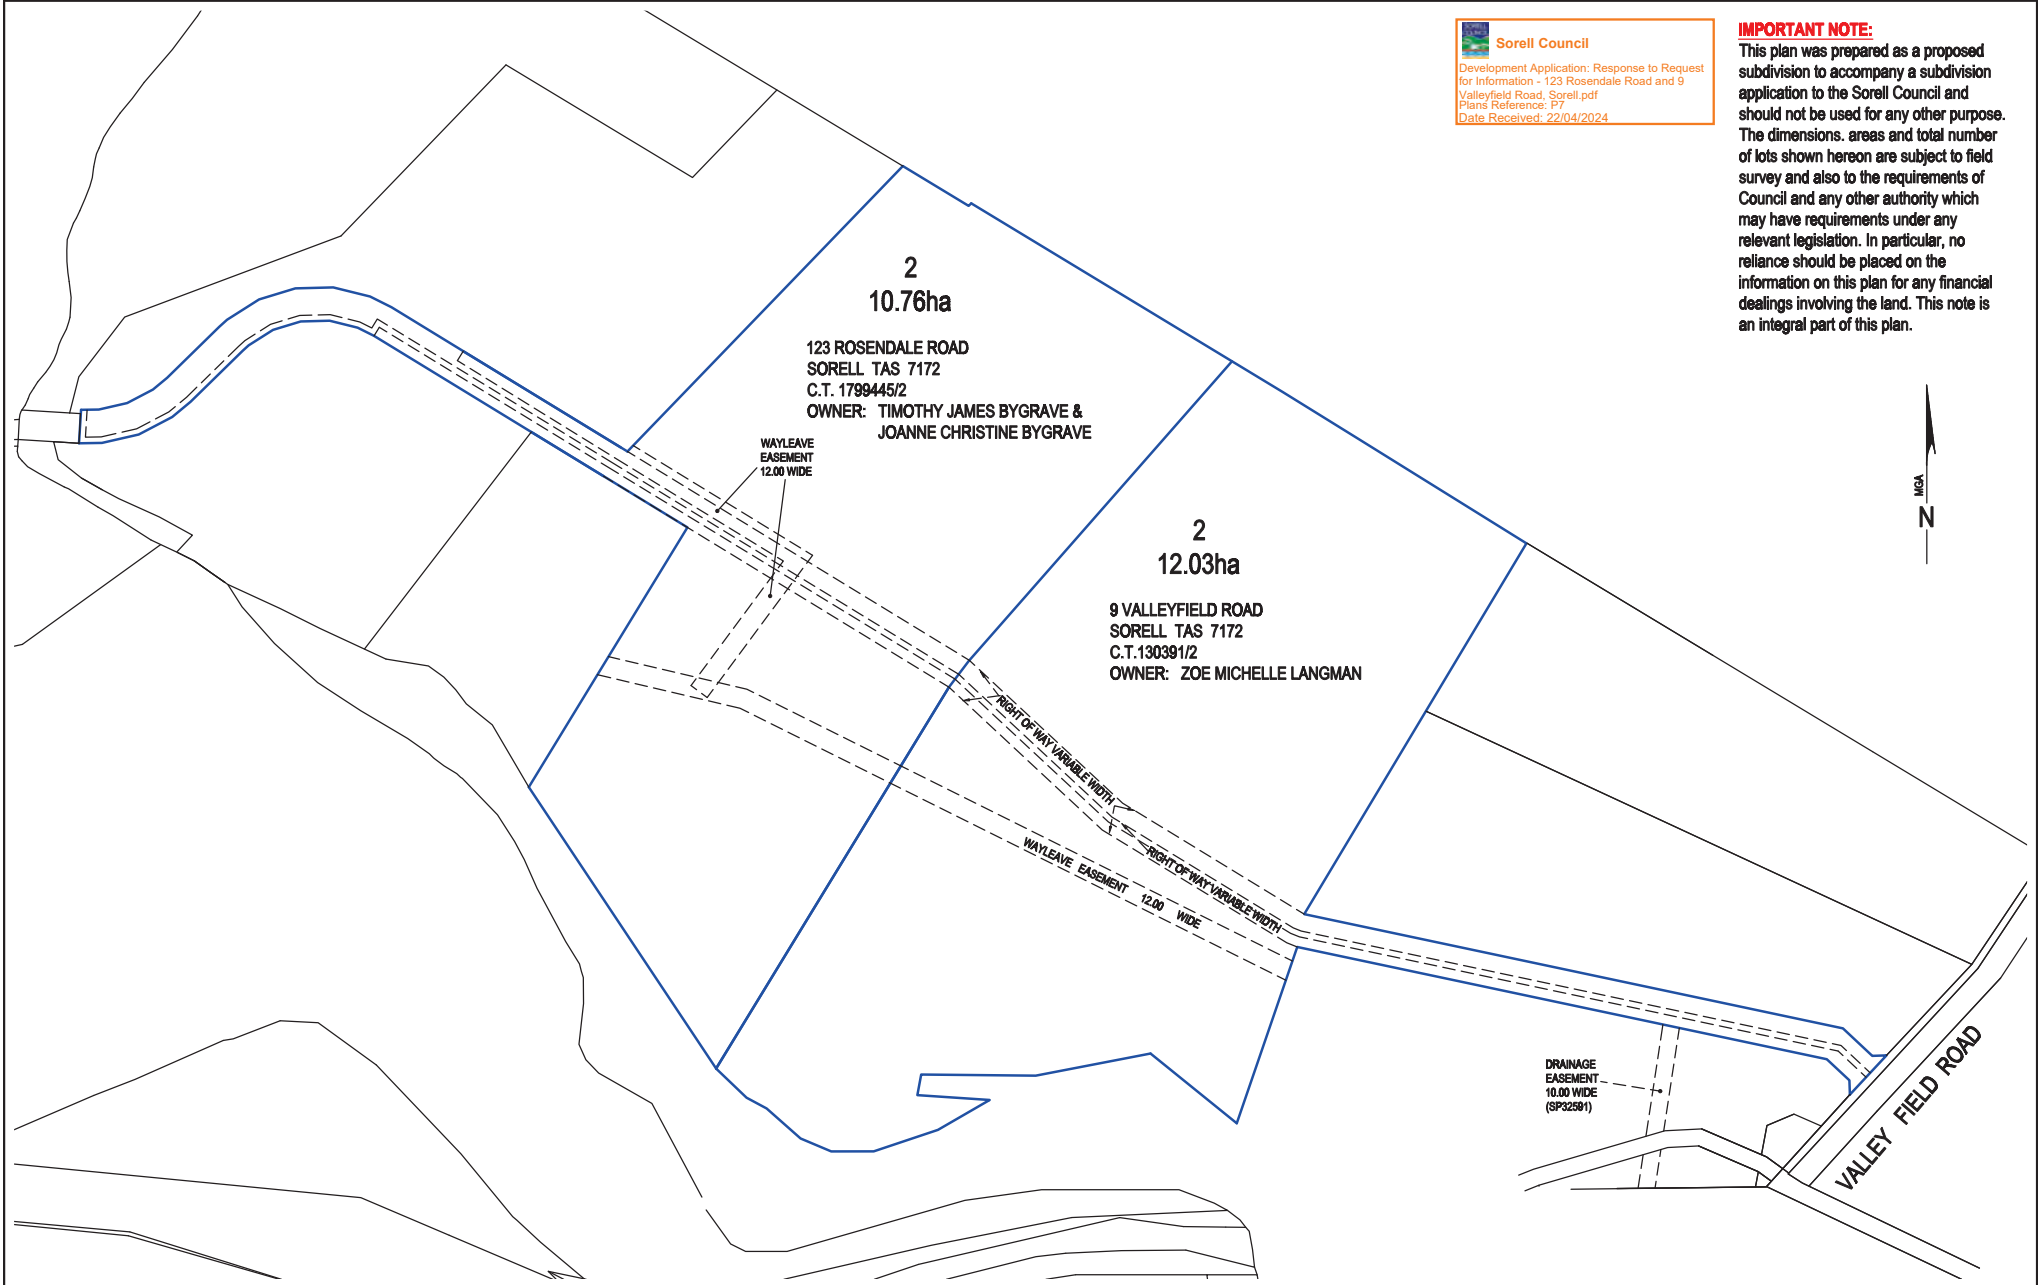 SORELL
COUNCIL
Sorell Council
Development Application: Response to Request
for Information - 123 Rosendale Road and 9
Valleyfield Road, Sorell.pdf
Plans Reference: P7
Date Received: 22/04/2024
IMPORTANT NOTE:
This plan was prepared as a proposed
subdivision to accompany a subdivision
application to the Sorell Council and
should not be used for any other purpose.
The dimensions. areas and total number
of lots shown hereon are subject to field
survey and also to the requirements of
Council and any other authority which
may have requirements under any
relevant legislation. In particular, no
reliance should be placed on the
information on this plan for any financial
dealings involving the land. This note is
an integral part of this plan.
2
10.76ha
123 ROSENDALE ROAD
SORELL TAS 7172
C.T. 1799445/2
OWNER: TIMOTHY JAMES BYGRAVE &
JOANNE CHRISTINE BYGRAVE
WAYLEAVE
EASEMENT
12.00 WIDE
MGA
N
2
12.03ha
9 VALLEYFIELD ROAD
SORELL TAS 7172
C.T.130391/2
OWNER: ZOE MICHELLE LANGMAN
RIGHT OF WAY VARIABLE WIDTH
RIGHT OF WAY VARIABLE WIDTH
WAYLEAVE EASEMENT 12.00 WIDE
DRAINAGE
EASEMENT
10.00 WIDE
(SP32591)
VALLEY FIELD ROAD